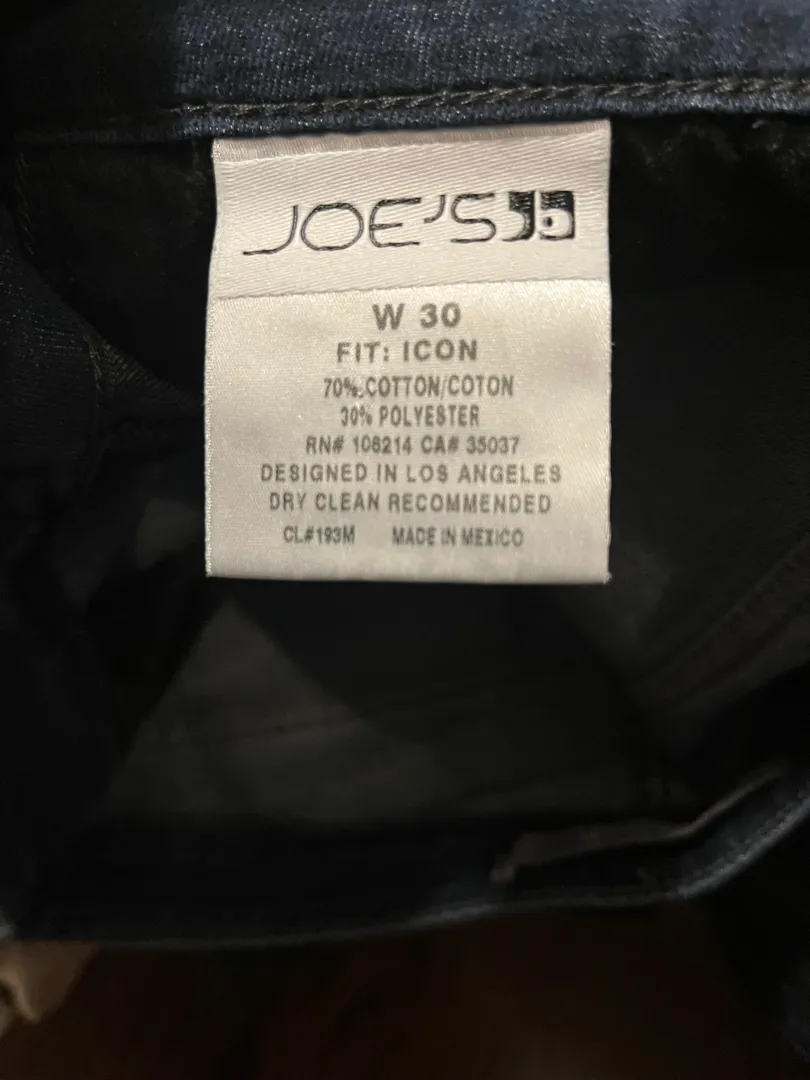 JOE'S
W 30
FIT: ICON
70% COTTON/COTON
30% POLYESTER
RN# 106214 CA# 35037
DESIGNED IN LOS ANGELES
DRY CLEAN RECOMMENDED
CL#193M MADE IN MEXICO